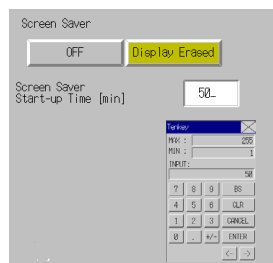 Screen Saver
OFF Display Erased
Screen Saver
Start-up Time [min] 50_
Tenkey
MAX : 255
MIN : 1
INPUT:
50
7 8 9 BS
4 5 6 CLR
1 2 3 CANCEL
0 . +/- ENTER
<- ->